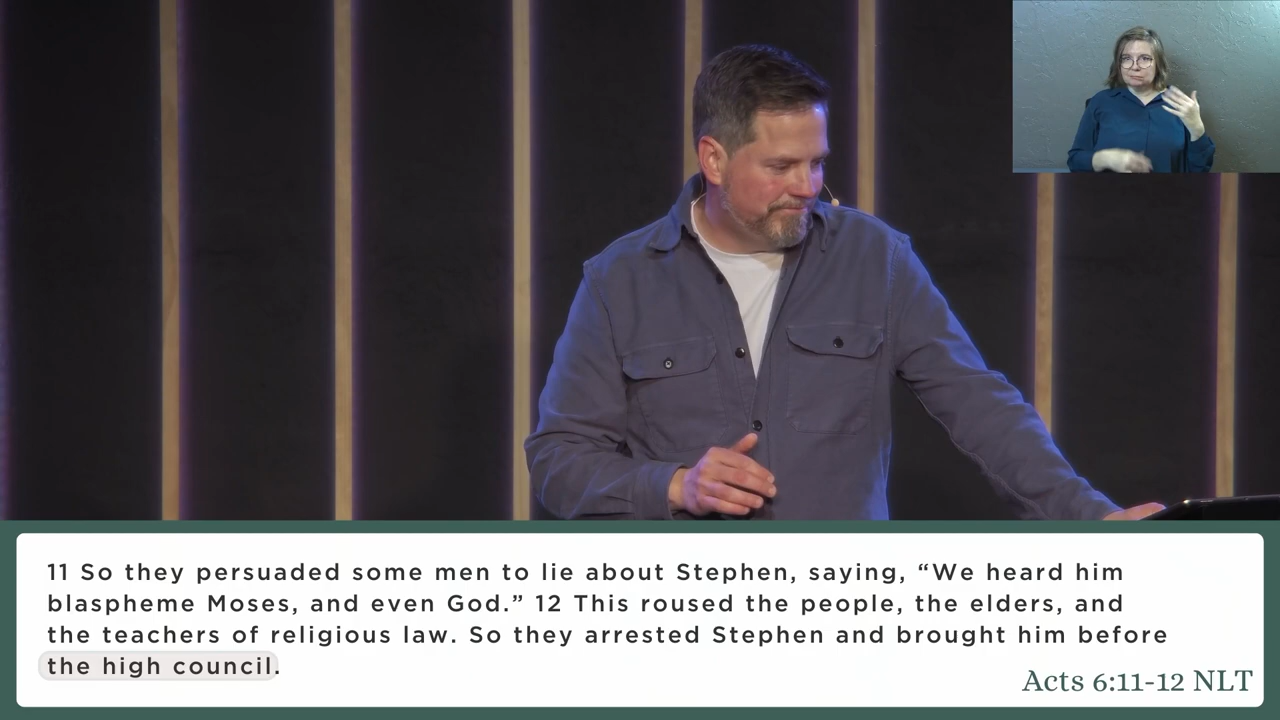 11 So they persuaded some men to lie about Stephen, saying, “We heard him
blaspheme Moses, and even God.” 12 This roused the people, the elders, and
the teachers of religious law. So they arrested Stephen and brought him before
the high council.
Acts 6:11-12 NLT